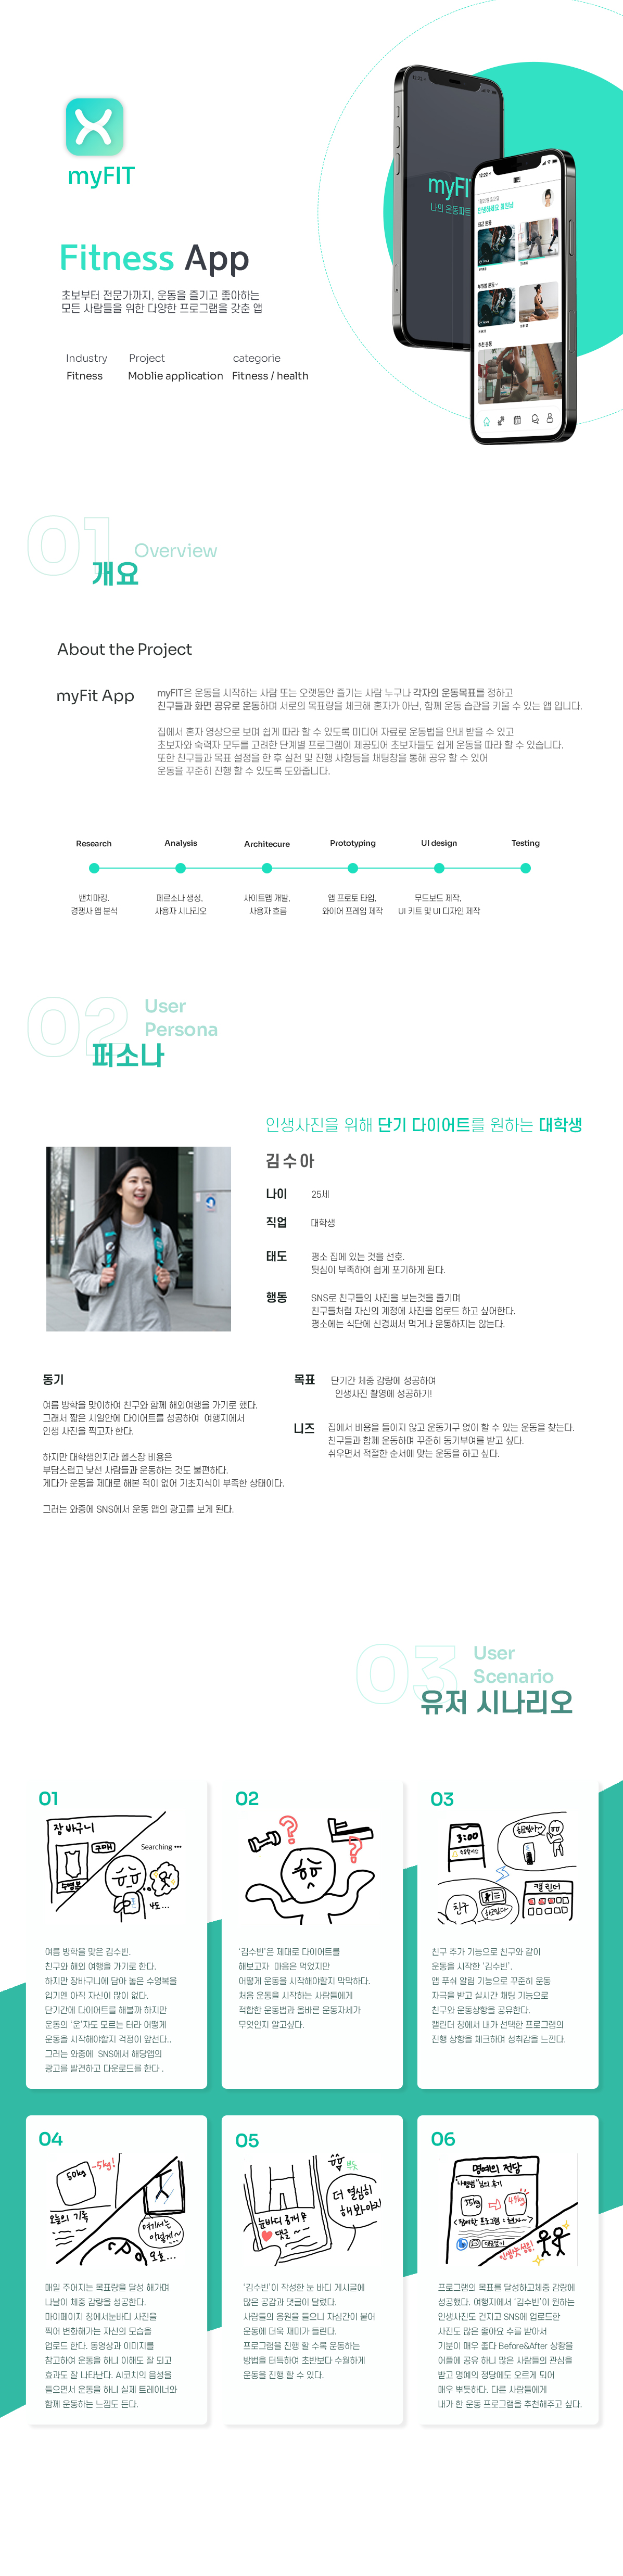 myFIT
Fitness App
초보부터 전문가까지, 운동을 즐기고 좋아하는
모든 사람들을 위한 다양한 프로그램을 갖춘 앱
Industry Project categorie
Fitness Moblie application Fitness / health
myFI
나의 운동파트
01 Overview
개요
About the Project
myFit App
myFIT은 운동을 시작하는 사람 또는 오랫동안 즐기는 사람 누구나 각자의 운동목표를 정하고
친구들과 화면 공유로 운동하며 서로의 목표량을 체크해 혼자가 아닌, 함께 운동 습관을 키울 수 있는 앱 입니다.
집에서 혼자 영상으로 보며 쉽게 따라 할 수 있도록 미디어 자료로 운동법을 안내 받을 수 있고
초보자와 숙력자 모두를 고려한 단계별 프로그램이 제공되어 초보자들도 쉽게 운동을 따라 할 수 있습니다.
또한 친구들과 목표 설정을 한 후 실천 및 진행 사항등을 채팅창을 통해 공유 할 수 있어
운동을 꾸준히 진행 할 수 있도록 도와줍니다.
Research Analysis Architecure Prototyping UI design Testing
벤치마킹, 페르소나 생성, 사이트맵 개발, 앱 프로토 타입, 무드보드 제작,
경쟁사 앱 분석 사용자 시나리오 사용자 흐름 와이어 프레임 제작 UI 키트 및 UI 디자인 제작
02 User
Persona
퍼소나
인생사진을 위해 단기 다이어트를 원하는 대학생
김수아
나이 25세
직업 대학생
태도 평소 집에 있는 것을 선호.
뒷심이 부족하여 쉽게 포기하게 된다.
행동 SNS로 친구들의 사진을 보는것을 즐기며
친구들처럼 자신의 계정에 사진을 업로드 하고 싶어한다.
평소에는 식단에 신경써서 먹거나 운동하지는 않는다.
동기
여름 방학을 맞이하여 친구와 함께 해외여행을 가기로 했다.
그래서 짧은 시일안에 다이어트를 성공하여 여행지에서
인생 사진을 찍고자 한다.
하지만 대학생인지라 헬스장 비용은
부담스럽고 낯선 사람들과 운동하는 것도 불편하다.
게다가 운동을 제대로 해본 적이 없어 기초지식이 부족한 상태이다.
그러는 와중에 SNS에서 운동 앱의 광고를 보게 된다.
목표 단기간 체중 감량에 성공하여
인생사진 촬영에 성공하기!
니즈 집에서 비용을 들이지 않고 운동기구 없이 할 수 있는 운동을 찾는다.
친구들과 함께 운동하며 꾸준히 동기부여를 받고 싶다.
쉬우면서 적절한 순서에 맞는 운동을 하고 싶다.
03 User
Scenario
유저 시나리오
01
장바구니
구매
수영복
Searching •••
여름 방학을 맞은 김수빈.
친구와 해외 여행을 가기로 한다.
하지만 장바구니에 담아 놓은 수영복을
입기엔 아직 자신이 많이 없다.
단기간에 다이어트를 해볼까 하지만
운동의 '운'자도 모르는 터라 어떻게
운동을 시작해야할지 걱정이 앞선다..
그러는 와중에 SNS에서 해당앱의
광고를 발견하고 다운로드를 한다 .
02
'김수빈'은 제대로 다이어트를
해보고자 마음은 먹었지만
어떻게 운동을 시작해야할지 막막하다.
처음 운동을 시작하는 사람들에게
적합한 운동법과 올바른 운동자세가
무엇인지 알고싶다.
03
3:00
친구
캘린더
친구 추가 기능으로 친구와 같이
운동을 시작한 '김수빈'.
앱 푸쉬 알림 기능으로 꾸준히 운동
자극을 받고 실시간 채팅 기능으로
친구와 운동상항을 공유한다.
캘린더 창에서 내가 선택한 프로그램의
진행 상항을 체크하며 성취감을 느낀다.
04
50kg
-5kg!
오늘의 기록
여기서는
이렇게~
오호...
매일 주어지는 목표량을 달성 해가며
나날이 체중 감량을 성공한다.
마이페이지 창에서눈바디 사진을
찍어 변화해가는 자신의 모습을
업로드 한다. 동영상과 이미지를
참고하여 운동을 하니 이해도 잘 되고
효과도 잘 나타난다. AI코치의 음성을
들으면서 운동을 하니 실제 트레이너와
함께 운동하는 느낌도 든다.
05
눈바디 공개
댓글
더 열심히
해봐야지
'김수빈'이 작성한 눈 바디 게시글에
많은 공감과 댓글이 달렸다.
사람들의 응원을 들으니 자심간이 붙어
운동에 더욱 재미가 들린다.
프로그램을 진행 할 수록 운동하는
방법을 터득하여 초반보다 수월하게
운동을 진행 할 수 있다.
06
명예의 전당
프로그램의 목표를 달성하고체중 감량에
성공했다. 여행지에서 '김수빈'이 원하는
인생사진도 건지고 SNS에 업로드한
사진도 많은 좋아요 수를 받아서
기분이 매우 좋다 Before&After 상황을
어플에 공유 하니 많은 사람들의 관심을
받고 명예의 정당에도 오르게 되어
매우 뿌듯하다. 다른 사람들에게
내가 한 운동 프로그램을 추천해주고 싶다.